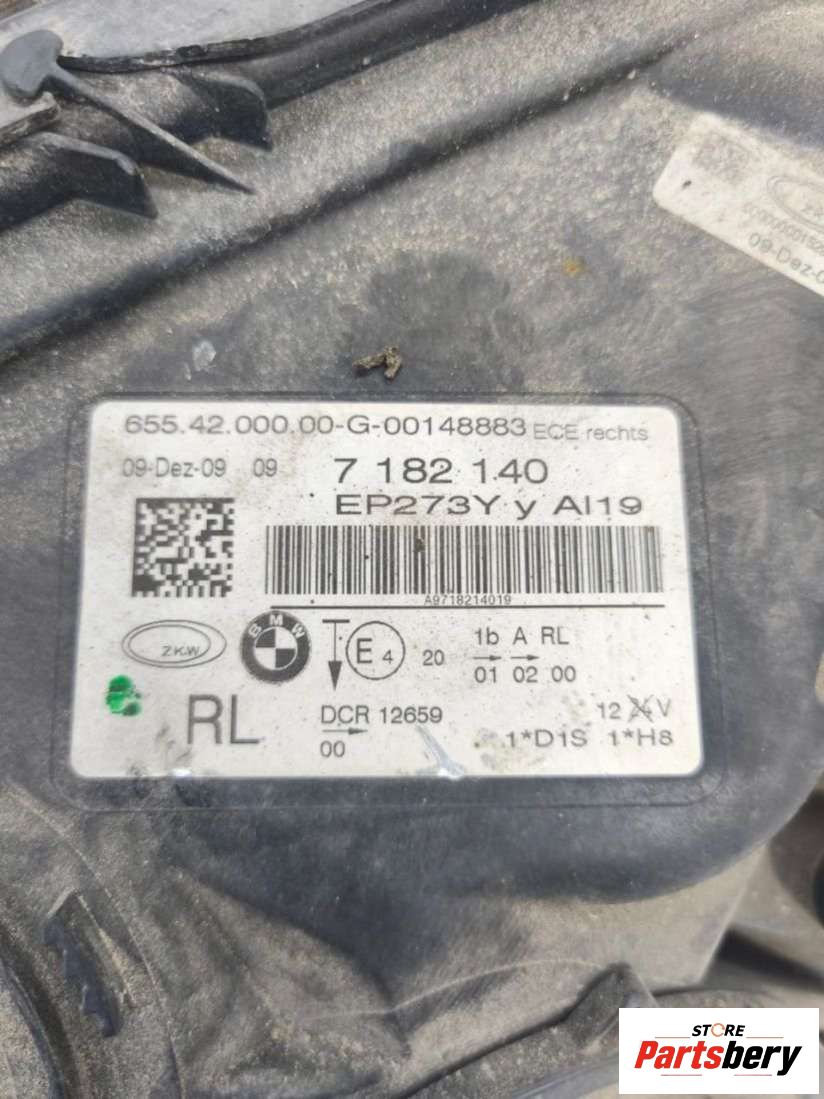 655.42.000.00-G-00148883 ECE rechts
09-Dez-09 09 7 182 140
EP273Y y AI19
A9718214019
ZKW BMW E4 20 1b A RL
01 02 00
RL DCR 12659 12 24 V
00 1*D1S 1*H8
09-Dez-0
STORE
Partsbery